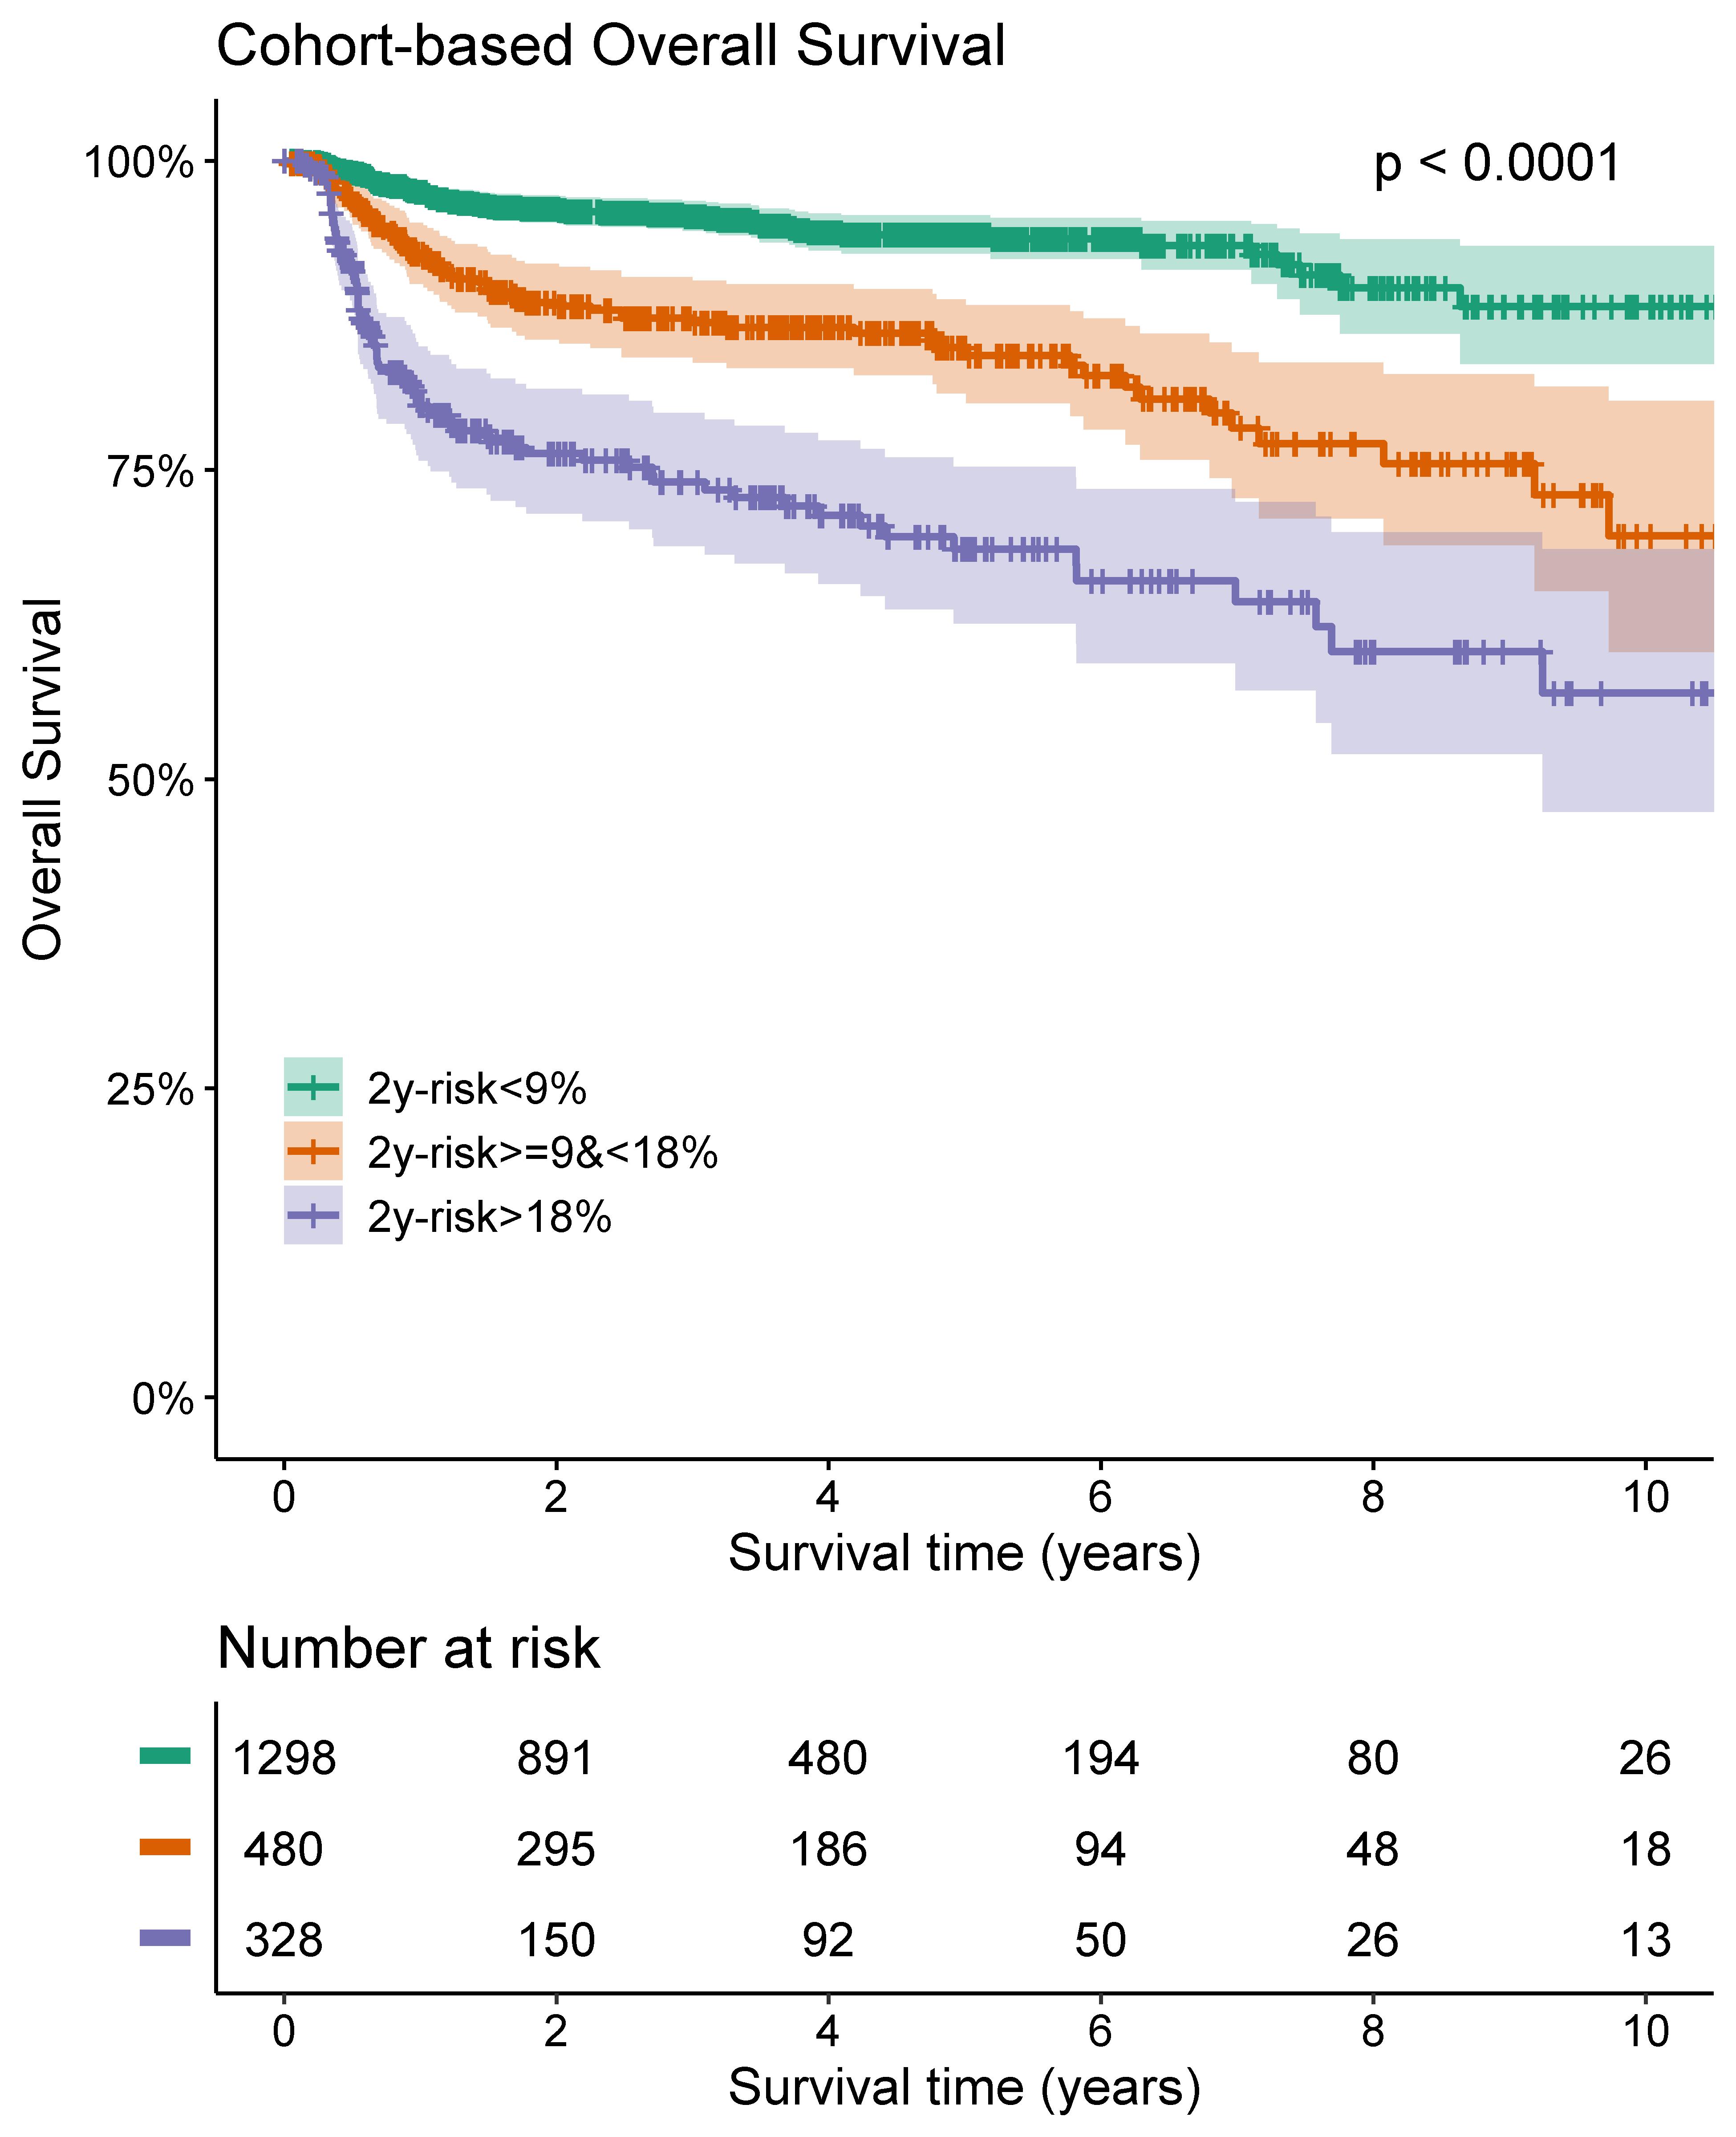 Cohort-based Overall Survival
p < 0.0001
100%
75%
50%
25%
0%
Overall Survival
2y-risk<9%
2y-risk>=9&<18%
2y-risk>18%
0 2 4 6 8 10
Survival time (years)
Number at risk
1298 891 480 194 80 26
480 295 186 94 48 18
328 150 92 50 26 13
0 2 4 6 8 10
Survival time (years)